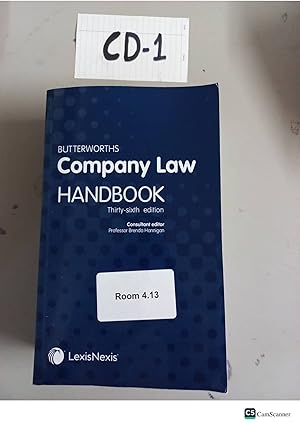 CD-1
BUTTERWORTHS
Company Law
HANDBOOK
Thirty-sixth edition
Consultant editor
Professor Brenda Hannigan
Room 4.13
LexisNexis®
CS CamScanner